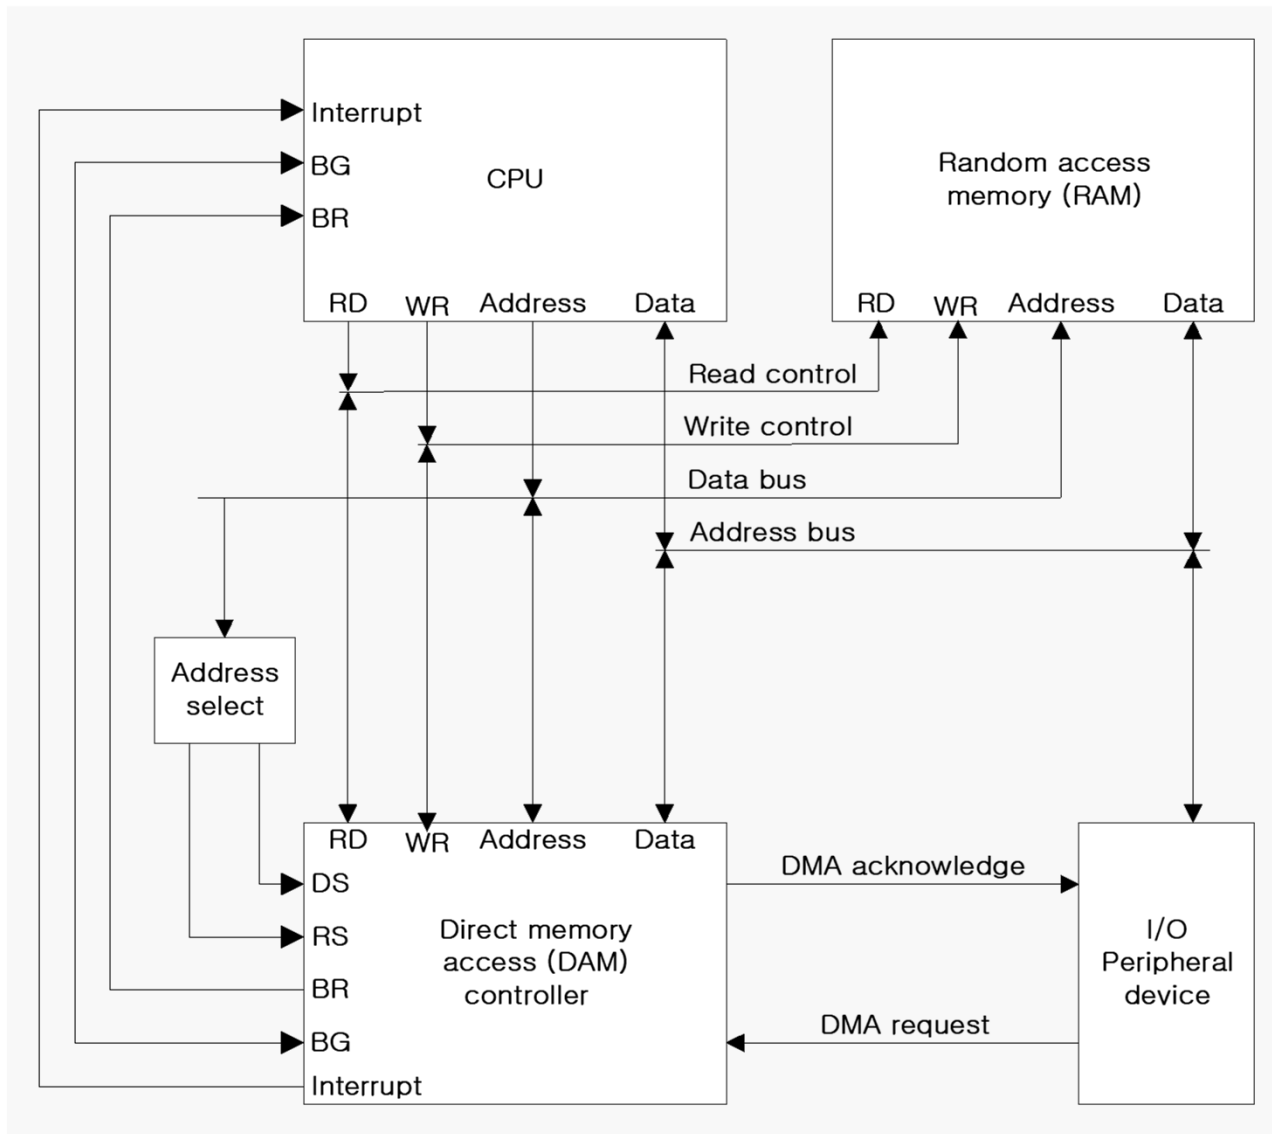 Interrupt
BG
CPU
BR
RD WR Address Data
Random access
memory (RAM)
RD WR Address Data
Read control
Write control
Data bus
Address bus
Address
select
RD WR Address Data
DS
RS
BR
BG
Interrupt
Direct memory
access (DAM)
controller
DMA acknowledge
DMA request
I/O
Peripheral
device